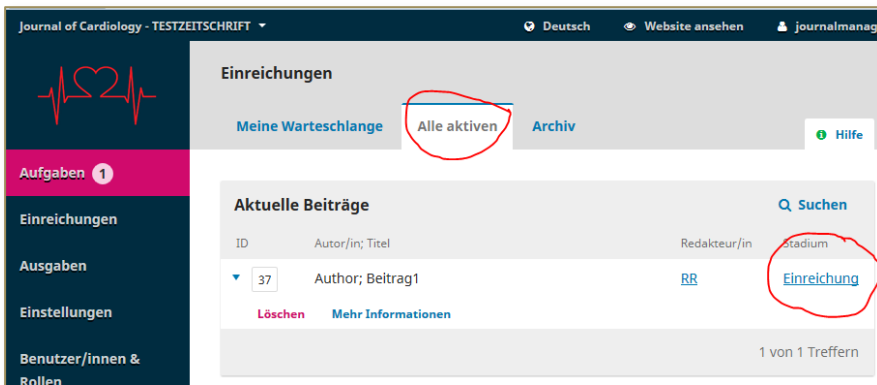 Journal of Cardiology - TESTZEITSCHRIFT Deutsch Website ansehen journalmanag
Einreichungen
Meine Warteschlange Alle aktiven Archiv Hilfe
Aufgaben 1
Einreichungen
Ausgaben
Einstellungen
Benutzer/innen &
Rollen
Aktuelle Beiträge Suchen
ID Autor/in; Titel Redakteur/in Stadium
37 Author; Beitrag1 RR Einreichung
Löschen Mehr Informationen
1 von 1 Treffern